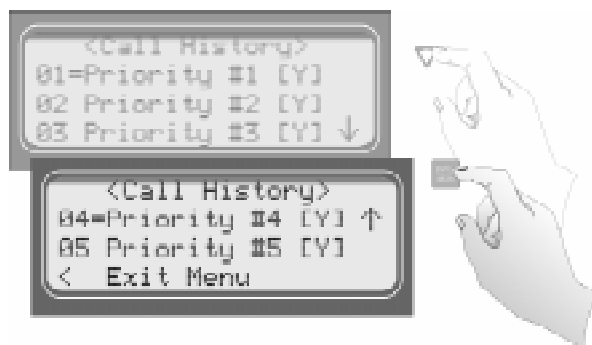 <Call History>
01=Priority #1 [Y]
02 Priority #2 [Y]
03 Priority #3 [Y] ↓
<Call History>
04=Priority #4 [Y] ↑
05 Priority #5 [Y]
< Exit Menu